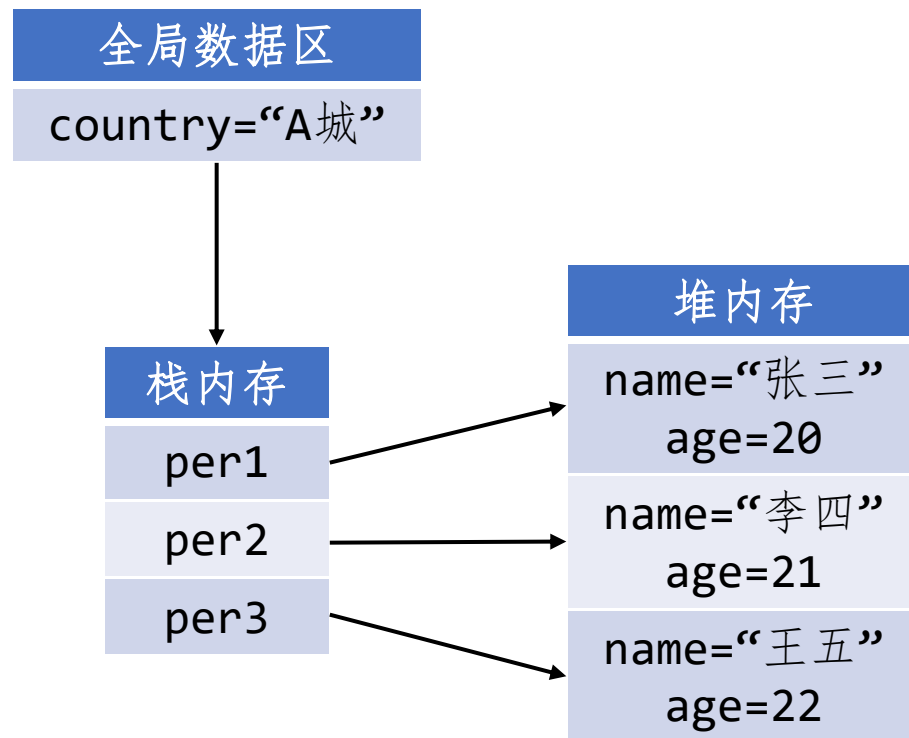 全局数据区
country=“A城”
栈内存
per1
per2
per3
堆内存
name=“张三”
age=20
name=“李四”
age=21
name=“王五”
age=22